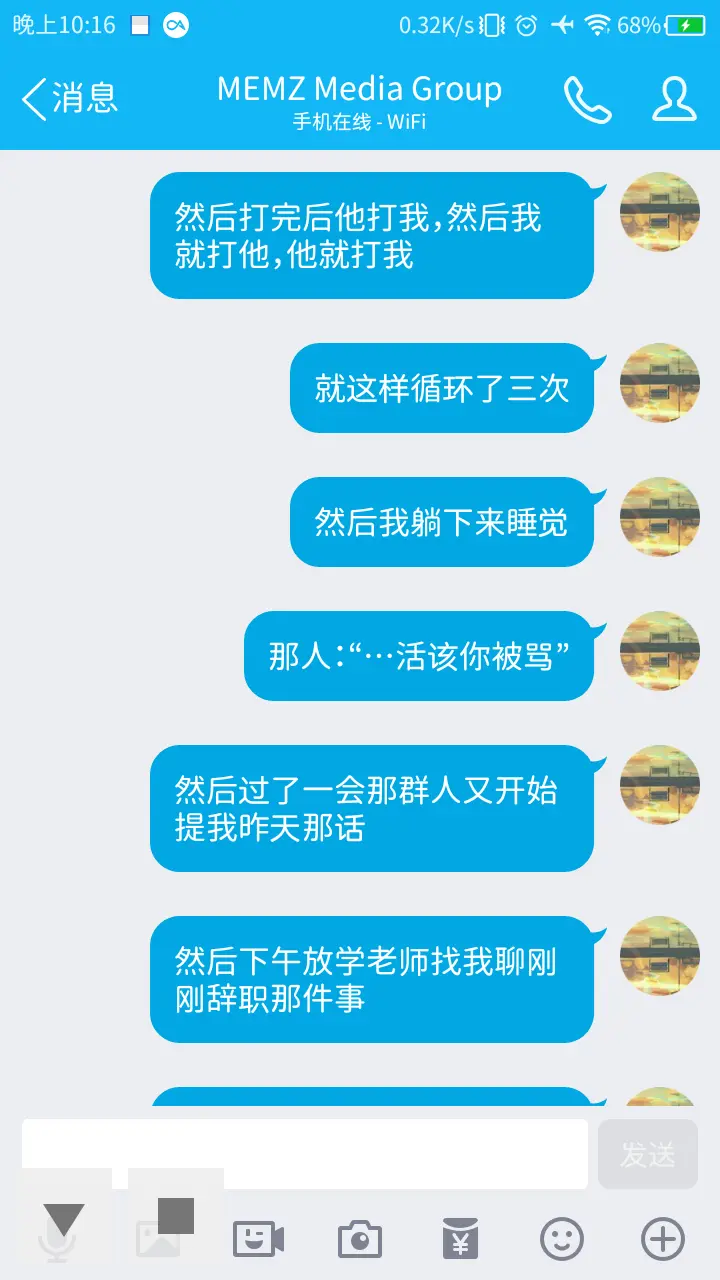 晚上10:16
0.32K/s
68%
消息
MEMZ Media Group
手机在线 - WiFi
然后打完后他打我,然后我
就打他,他就打我
就这样循环了三次
然后我躺下来睡觉
那人:“…活该你被骂”
然后过了一会那群人又开始
提我昨天那话
然后下午放学老师找我聊刚
刚辞职那件事
发送